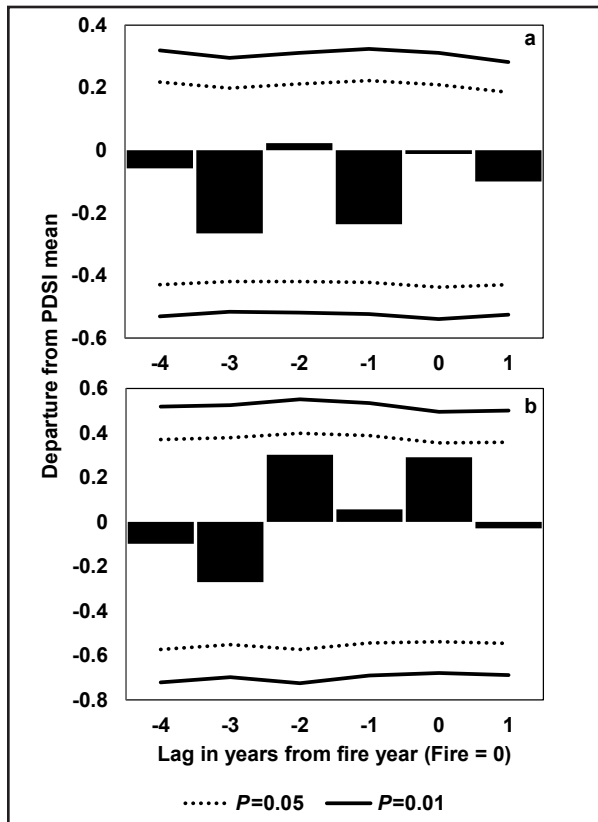 a
0.4
0.2
0
-0.2
-0.4
-0.6
-4 -3 -2 -1 0 1
Departure from PDSI mean
b
0.6
0.4
0.2
0
-0.2
-0.4
-0.6
-0.8
-4 -3 -2 -1 0 1
Lag in years from fire year (Fire = 0)
P=0.05 P=0.01